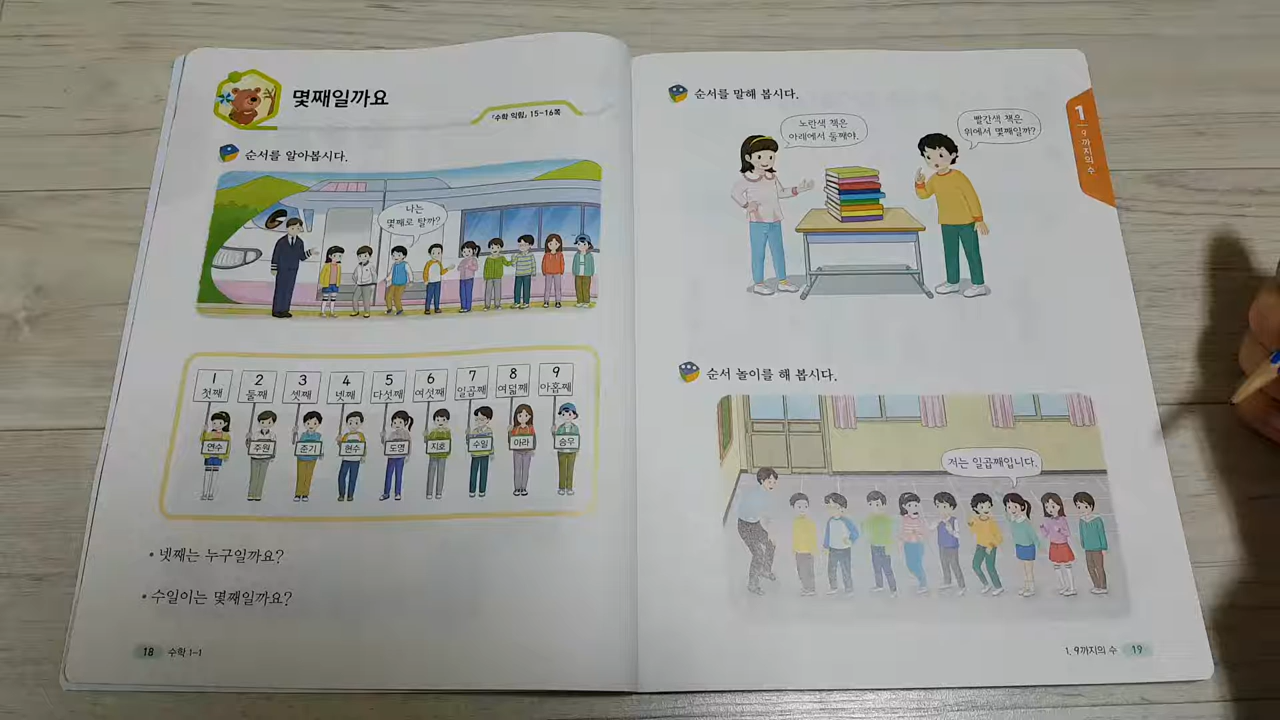 몇째일까요
「수학 익힘」 15~16쪽
순서를 알아봅시다.
나는
몇째로 탈까?
1 2 3 4 5 6 7 8 9
첫째 둘째 셋째 넷째 다섯째 여섯째 일곱째 여덟째 아홉째
연수 주원 준기 현수 도명 지호 수일 아라 승우
• 넷째는 누구일까요?
• 수일이는 몇째일까요?
18 수학 1-1
순서를 말해 봅시다.
노란색 책은
아래에서 둘째야.
빨간색 책은
위에서 몇째일까?
1
9까지의 수
순서 놀이를 해 봅시다.
저는 일곱째입니다.
1. 9까지의 수 19